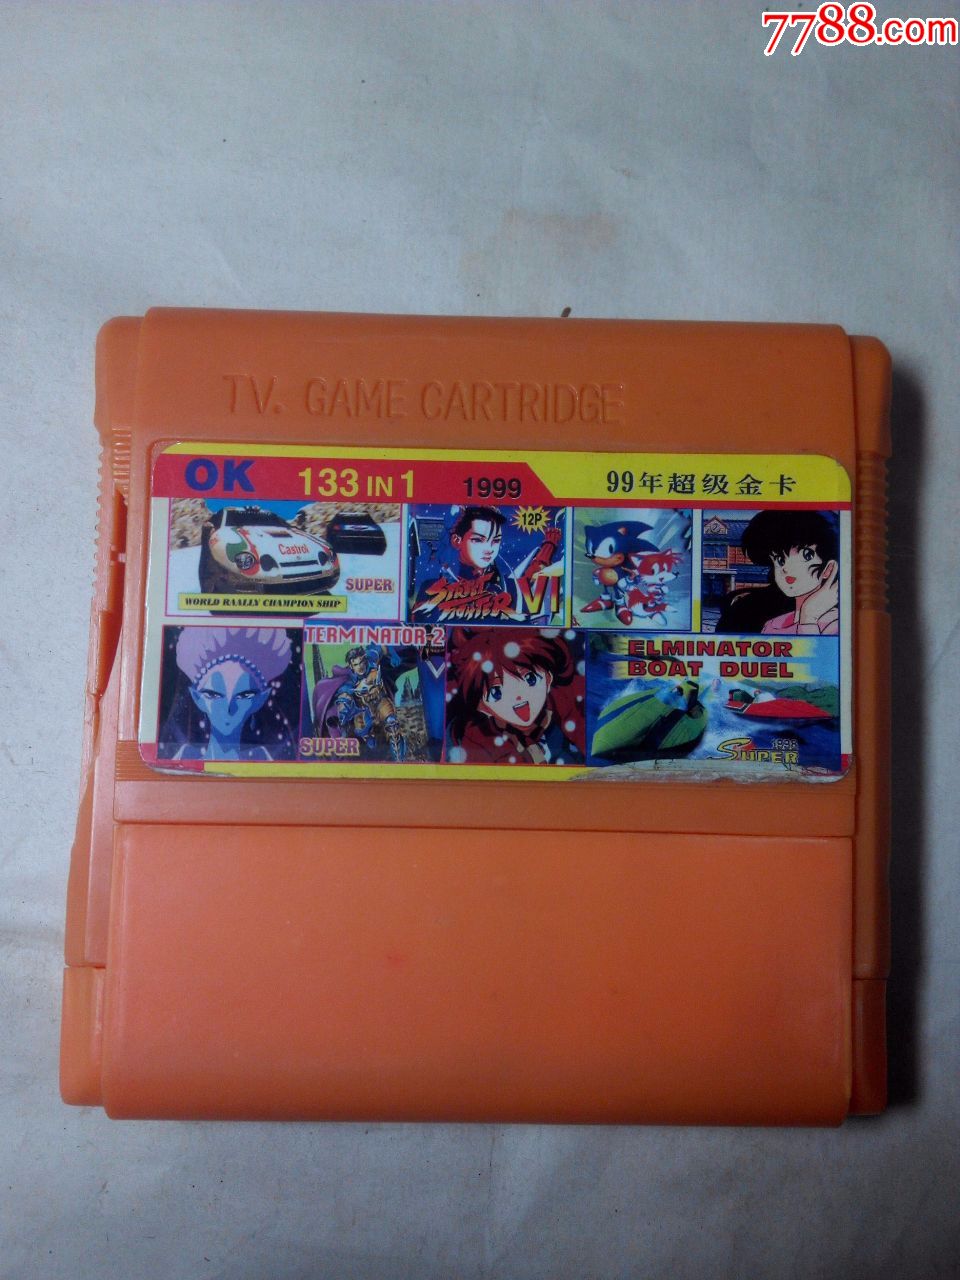 7788.com
TV. GAME CARTRIDGE
OK 133 IN 1 1999 99年超级金卡
Castrol
SUPER
WORLD RAALLY CHAMPION SHIP
12P
STREET
FIGHTER VI
TERMINATOR-2
SUPER
ELMINATOR
BOAT DUEL
1998
SUPER